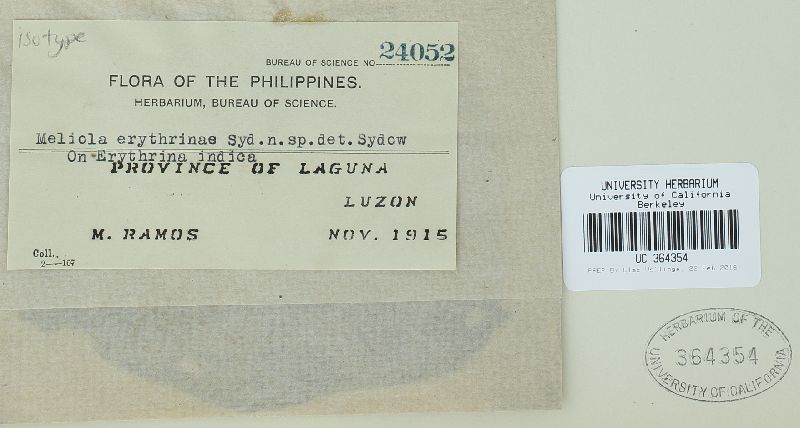 isotype
BUREAU OF SCIENCE NO. 24052
FLORA OF THE PHILIPPINES.
HERBARIUM, BUREAU OF SCIENCE.
Meliola erythrinae Syd.n.sp.det.Sydow
On Erythrina indica
PROVINCE OF LAGUNA
LUZON
M. RAMOS NOV. 1915
Coll.
2—167
UNIVERSITY HERBARIUM
University of California
Berkeley
UC 364354
HERBARIUM OF THE
364354
UNIVERSITY OF CALIFORNIA